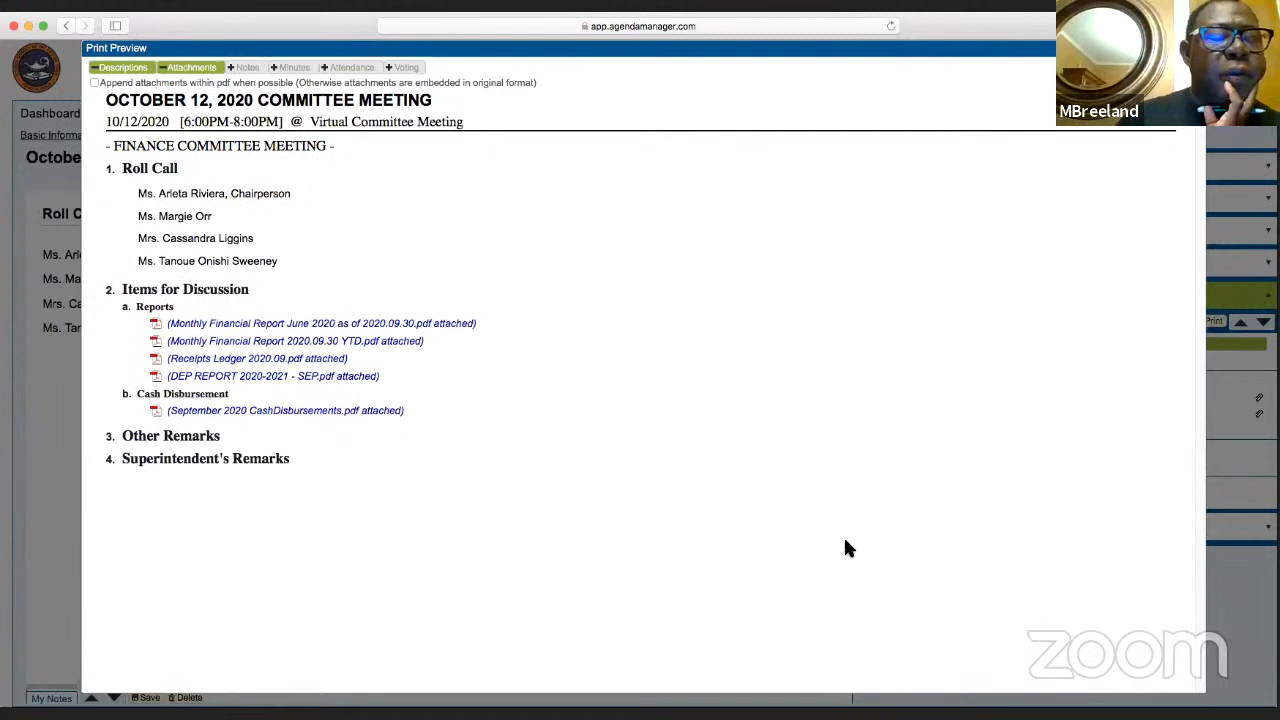 app.agendamanager.com
Print Preview
Descriptions Attachments Notes Minutes Attendance Voting
Append attachments within pdf when possible (Otherwise attachments are embedded in original format)
MBreeland
OCTOBER 12, 2020 COMMITTEE MEETING
10/12/2020 [6:00PM-8:00PM] @ Virtual Committee Meeting
- FINANCE COMMITTEE MEETING -
1. Roll Call
Ms. Arleta Riviera, Chairperson
Ms. Margie Orr
Mrs. Cassandra Liggins
Ms. Tanoue Onishi Sweeney
2. Items for Discussion
a. Reports
(Monthly Financial Report June 2020 as of 2020.09.30.pdf attached)
(Monthly Financial Report 2020.09.30 YTD.pdf attached)
(Receipts Ledger 2020.09.pdf attached)
(DEP REPORT 2020-2021 - SEP.pdf attached)
b. Cash Disbursement
(September 2020 CashDisbursements.pdf attached)
3. Other Remarks
4. Superintendent's Remarks
Dashboard
Basic Informa
October
Roll C
Ms. Arle
Ms. Ma
Mrs. Ca
Ms. Tan
Print
zoom
My Notes Save Delete